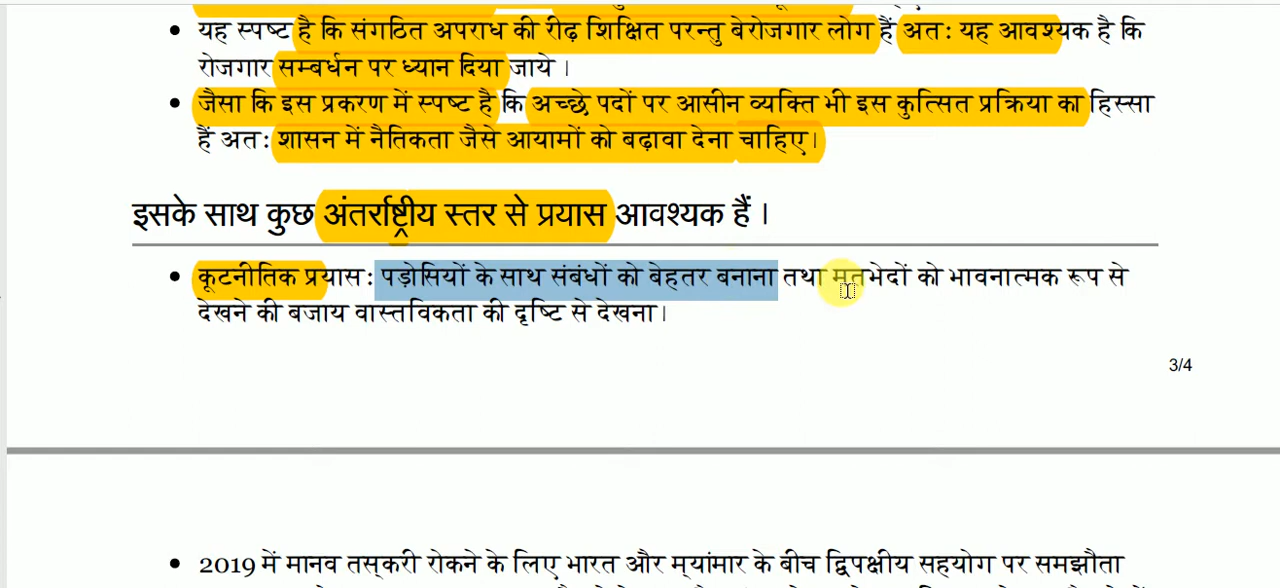 यह स्पष्ट है कि संगठित अपराध की रीढ़ शिक्षित परन्तु बेरोजगार लोग हैं अतः यह आवश्यक है कि
रोजगार सम्बर्धन पर ध्यान दिया जाये ।
जैसा कि इस प्रकरण में स्पष्ट है कि अच्छे पदों पर आसीन व्यक्ति भी इस कुत्सित प्रक्रिया का हिस्सा
हैं अतः शासन में नैतिकता जैसे आयामों को बढ़ावा देना चाहिए।
इसके साथ कुछ अंतर्राष्ट्रीय स्तर से प्रयास आवश्यक हैं ।
कूटनीतिक प्रयासः पड़ोसियों के साथ संबंधों को बेहतर बनाना तथा मतभेदों को भावनात्मक रूप से
देखने की बजाय वास्तविकता की दृष्टि से देखना।
3/4
2019 में मानव तस्करी रोकने के लिए भारत और म्यांमार के बीच द्विपक्षीय सहयोग पर समझौता